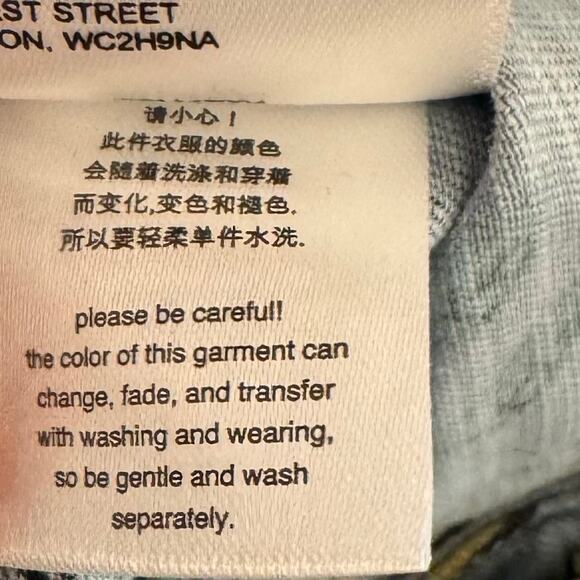 ST STREET
ON, WC2H9NA
请小心！
此件衣服的颜色
会随着洗涤和穿着
而变化,变色和褪色.
所以要轻柔单件水洗.
please be careful!
the color of this garment can
change, fade, and transfer
with washing and wearing,
so be gentle and wash
separately.